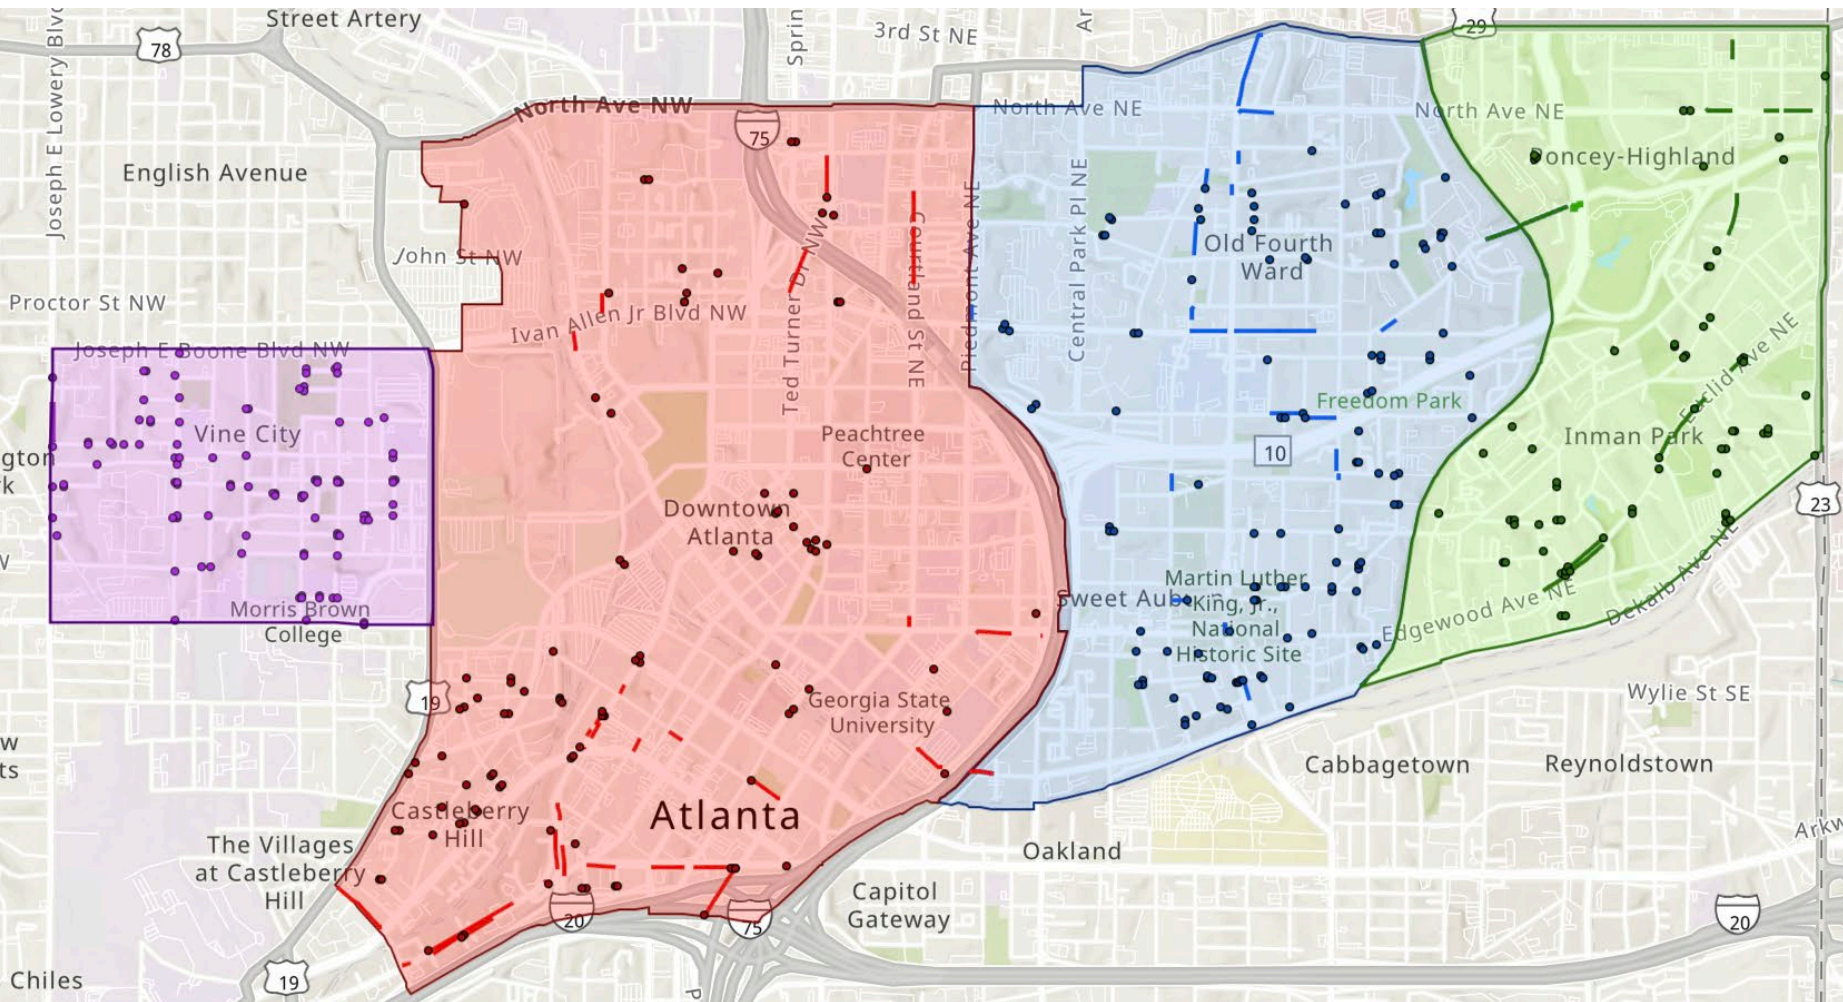 Street Artery
29
3rd St NE
Sprin
Ar
78
Joseph E Lowery Blvd
North Ave NW
North Ave NE
North Ave NE
75
Poncey-Highland
English Avenue
John St NW
Proctor St NW
Ivan Allen Jr Blvd NW
Ted Turner Dr NW
Courtland St NE
Piedmont Ave NE
Central Park Pl NE
Old Fourth
Ward
Joseph E Boone Blvd NW
Vine City
Peachtree
Center
Freedom Park
10
Inman Park
Euclid Ave NE
gton
rk
Downtown
Atlanta
23
Martin Luther
King, Jr.,
National
Historic Site
Sweet Auburn
Edgewood Ave NE
Dekalb Ave NE
Morris Brown
College
19
Georgia State
University
Wylie St SE
w
ts
Cabbagetown
Reynoldstown
Castleberry
Hill
Atlanta
The Villages
at Castleberry
Hill
Oakland
Arkw
Capitol
Gateway
20
75
20
Chiles
19
P